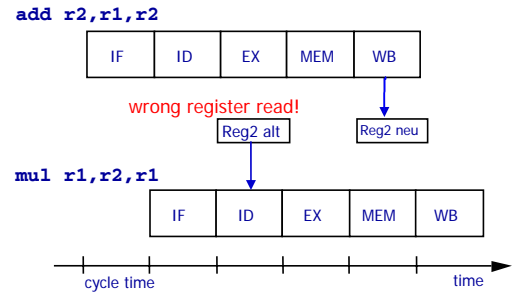 add r2,r1,r2
IF ID EX MEM WB
wrong register read!
Reg2 alt Reg2 neu
mul r1,r2,r1
IF ID EX MEM WB
cycle time time